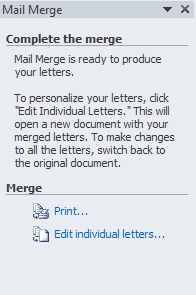 Mail Merge
Complete the merge
Mail Merge is ready to produce
your letters.
To personalize your letters, click
"Edit Individual Letters." This will
open a new document with your
merged letters. To make changes
to all the letters, switch back to
the original document.
Merge
Print...
Edit individual letters...